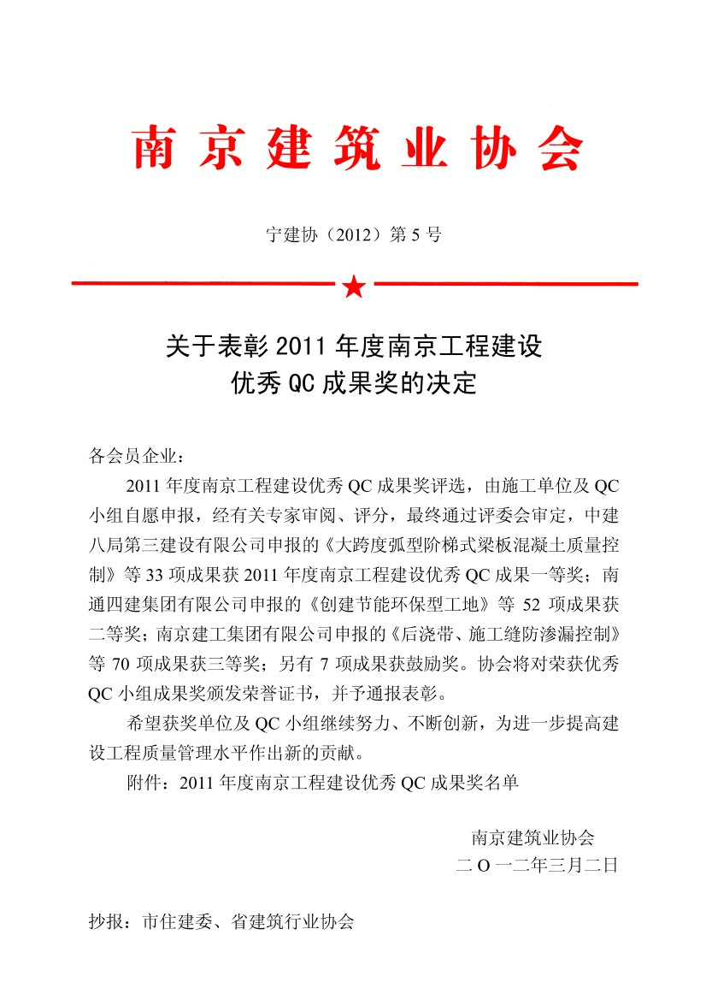 南京建筑业协会
宁建协（2012）第 5 号
关于表彰 2011 年度南京工程建设
优秀 QC 成果奖的决定
各会员企业：
2011 年度南京工程建设优秀 QC 成果奖评选，由施工单位及 QC
小组自愿申报，经有关专家审阅、评分，最终通过评委会审定，中建
八局第三建设有限公司申报的《大跨度弧型阶梯式梁板混凝土质量控
制》等 33 项成果获 2011 年度南京工程建设优秀 QC 成果一等奖；南
通四建集团有限公司申报的《创建节能环保型工地》等 52 项成果获
二等奖；南京建工集团有限公司申报的《后浇带、施工缝防渗漏控制》
等 70 项成果获三等奖；另有 7 项成果获鼓励奖。协会将对荣获优秀
QC 小组成果奖颁发荣誉证书，并予通报表彰。
希望获奖单位及 QC 小组继续努力、不断创新，为进一步提高建
设工程质量管理水平作出新的贡献。
附件：2011 年度南京工程建设优秀 QC 成果奖名单
南京建筑业协会
二 O 一二年三月二日
抄报：市住建委、省建筑行业协会